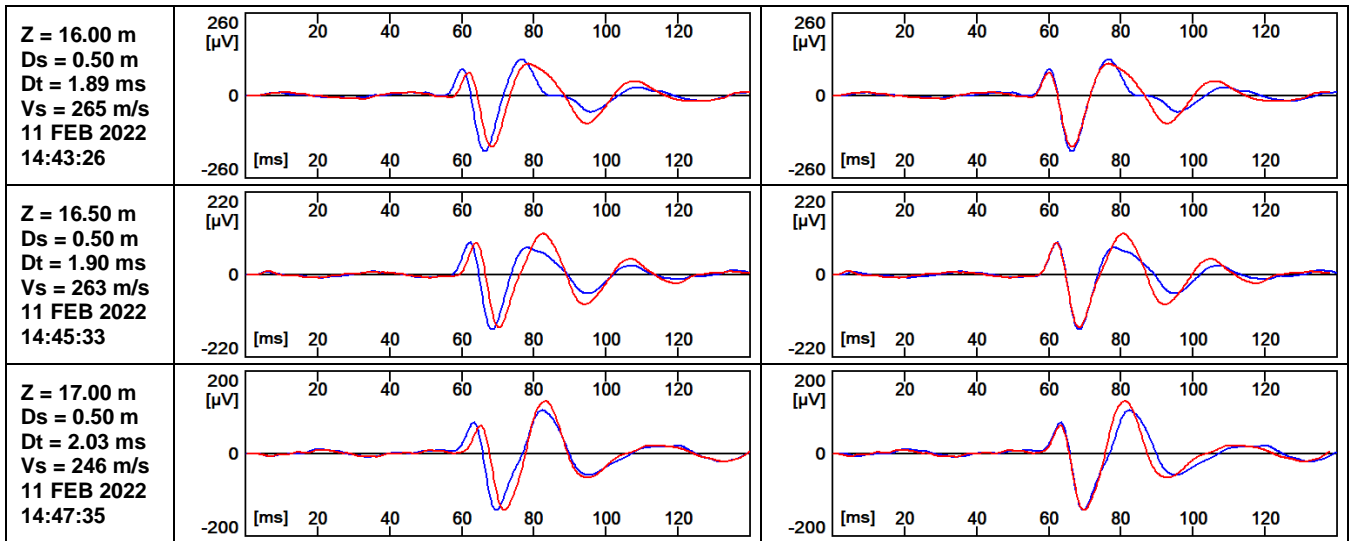 Z = 16.00 m
Ds = 0.50 m
Dt = 1.89 ms
Vs = 265 m/s
11 FEB 2022
14:43:26
260 20 40 60 80 100 120
[µV]
0
-260 [ms] 20 40 60 80 100 120
260 20 40 60 80 100 120
[µV]
0
-260 [ms] 20 40 60 80 100 120
Z = 16.50 m
Ds = 0.50 m
Dt = 1.90 ms
Vs = 263 m/s
11 FEB 2022
14:45:33
220 20 40 60 80 100 120
[µV]
0
-220 [ms] 20 40 60 80 100 120
220 20 40 60 80 100 120
[µV]
0
-220 [ms] 20 40 60 80 100 120
Z = 17.00 m
Ds = 0.50 m
Dt = 2.03 ms
Vs = 246 m/s
11 FEB 2022
14:47:35
200 20 40 60 80 100 120
[µV]
0
-200 [ms] 20 40 60 80 100 120
200 20 40 60 80 100 120
[µV]
0
-200 [ms] 20 40 60 80 100 120